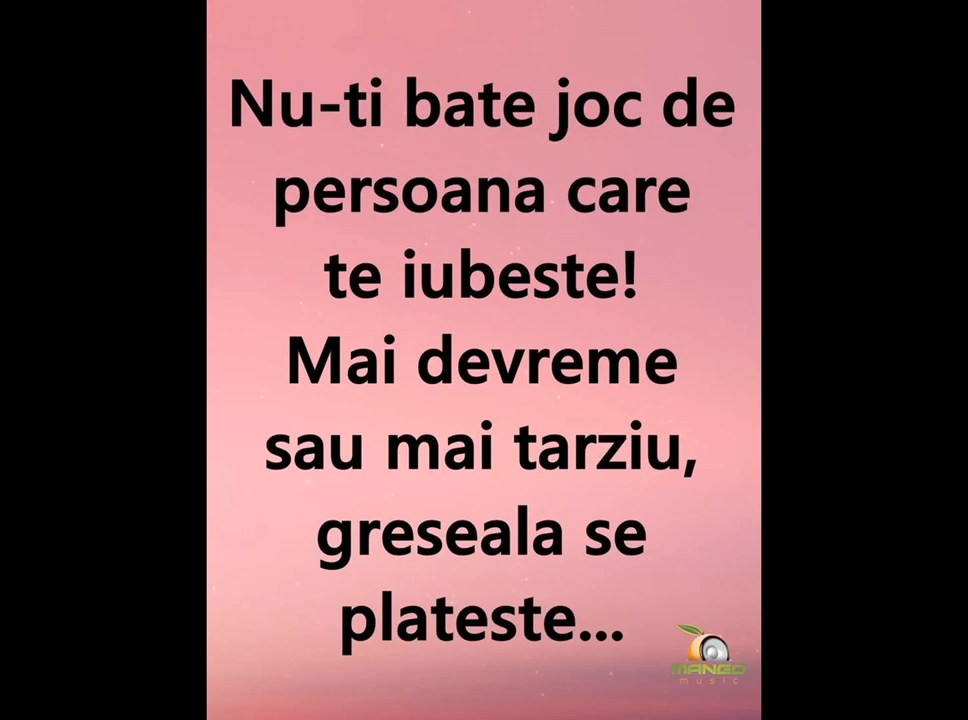 Nu-ti bate joc de
persoana care
te iubeste!
Mai devreme
sau mai tarziu,
greseala se
plateste...
MANGO
music